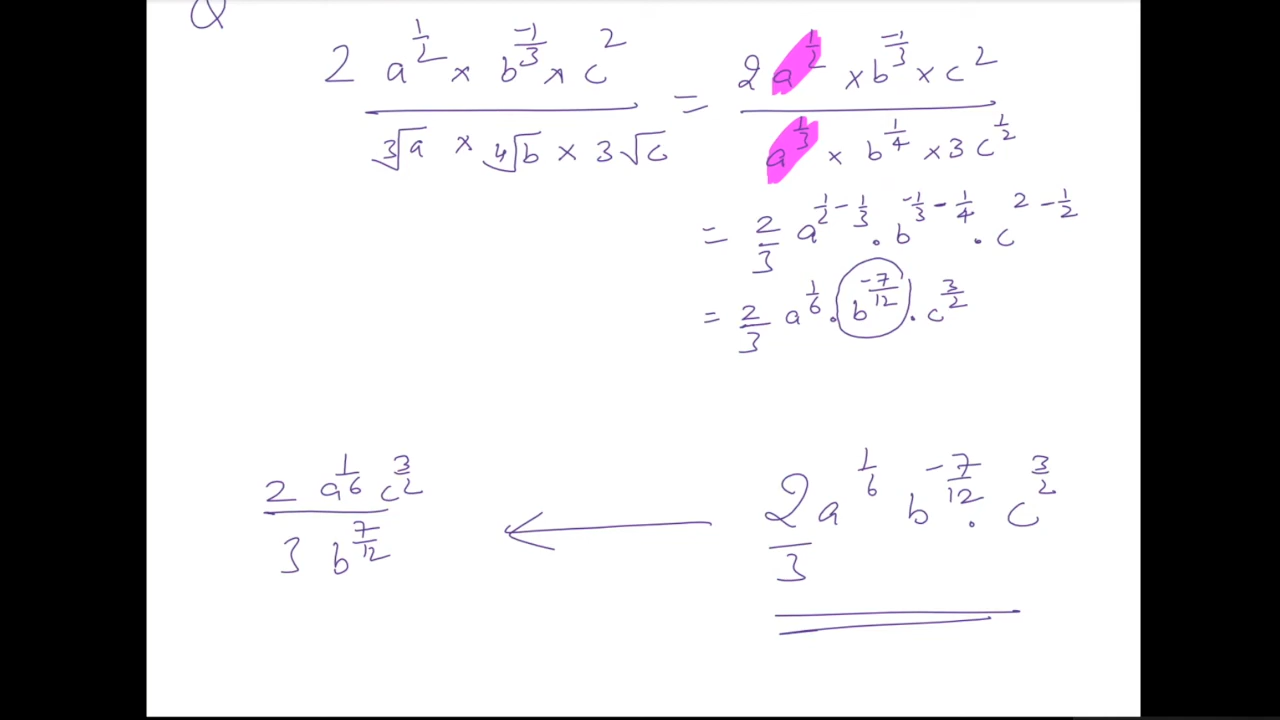 Q
2 a^{1/2} × b^{-1/3} × c^2 / ∛a × ∜b × 3√c = 2 a^{1/2} × b^{-1/3} × c^2 / a^{1/3} × b^{1/4} × 3 c^{1/2}
= 2/3 a^{1/2 - 1/3} . b^{-1/3 - 1/4} . c^{2 - 1/2}
= 2/3 a^{1/6} . b^{-7/12} . c^{3/2}
2 a^{1/6} c^{3/2} / 3 b^{7/12} ← 2/3 a^{1/6} b^{-7/12} . c^{3/2}